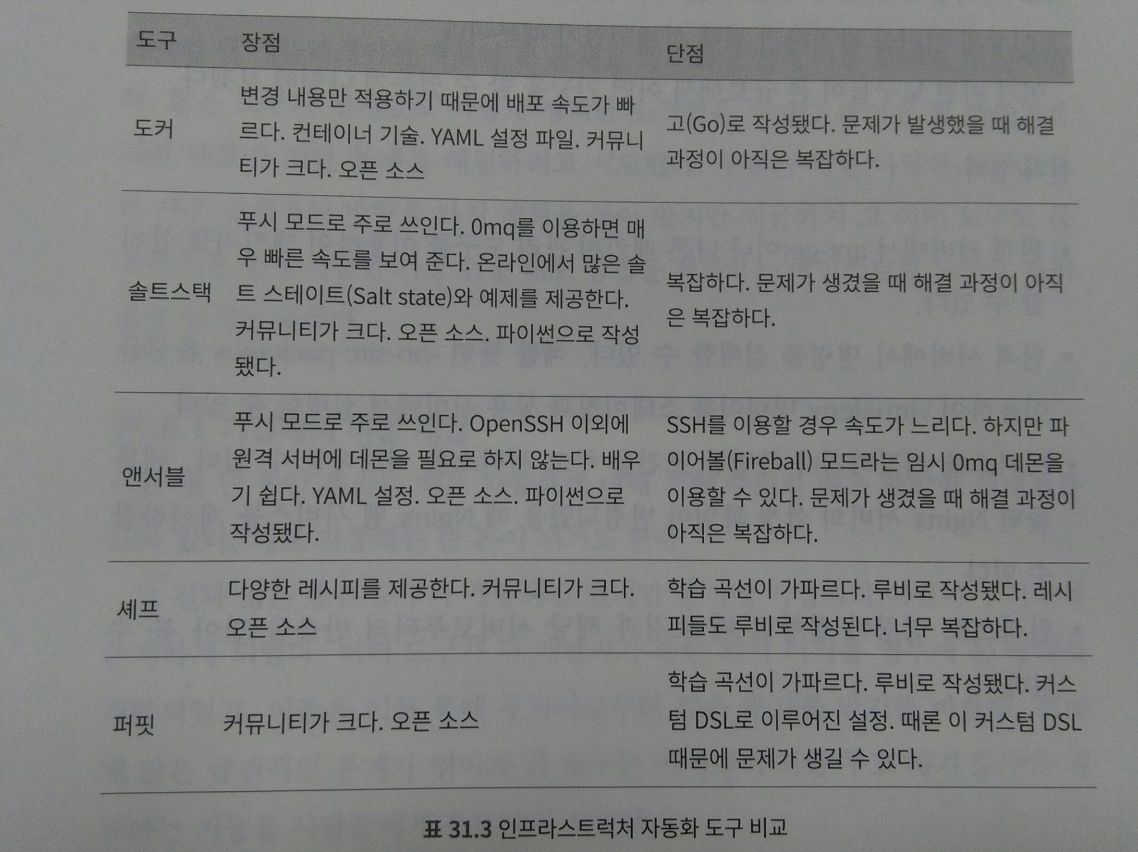 도구 장점 단점
도커
변경 내용만 적용하기 때문에 배포 속도가 빠
르다. 컨테이너 기술. YAML 설정 파일. 커뮤니
티가 크다. 오픈 소스
고(Go)로 작성됐다. 문제가 발생했을 때 해결
과정이 아직은 복잡하다.
솔트스택
푸시 모드로 주로 쓰인다. 0mq를 이용하면 매
우 빠른 속도를 보여 준다. 온라인에서 많은 솔
트 스테이트(Salt state)와 예제를 제공한다.
커뮤니티가 크다. 오픈 소스. 파이썬으로 작성
됐다.
복잡하다. 문제가 생겼을 때 해결 과정이 아직
은 복잡하다.
앤서블
푸시 모드로 주로 쓰인다. OpenSSH 이외에
원격 서버에 데몬을 필요로 하지 않는다. 배우
기 쉽다. YAML 설정. 오픈 소스. 파이썬으로
작성됐다.
SSH를 이용할 경우 속도가 느리다. 하지만 파
이어볼(Fireball) 모드라는 임시 0mq 데몬을
이용할 수 있다. 문제가 생겼을 때 해결 과정이
아직은 복잡하다.
셰프
다양한 레시피를 제공한다. 커뮤니티가 크다.
오픈 소스
학습 곡선이 가파르다. 루비로 작성됐다. 레시
피들도 루비로 작성된다. 너무 복잡하다.
퍼핏
커뮤니티가 크다. 오픈 소스
학습 곡선이 가파르다. 루비로 작성됐다. 커스
텀 DSL로 이루어진 설정. 때론 이 커스텀 DSL
때문에 문제가 생길 수 있다.
표 31.3 인프라스트럭처 자동화 도구 비교